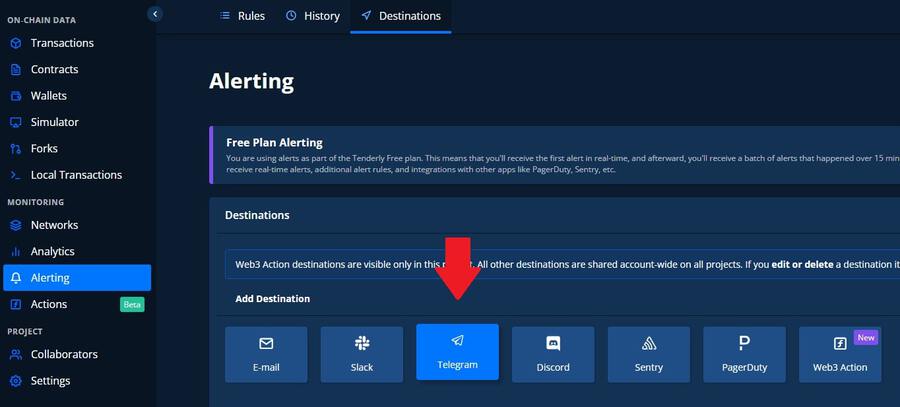 ON-CHAIN DATA
Transactions
Contracts
Wallets
Simulator
Forks
Local Transactions
MONITORING
Networks
Analytics
Alerting
Actions Beta
PROJECT
Collaborators
Settings
Rules History Destinations
Alerting
Free Plan Alerting
You are using alerts as part of the Tenderly Free plan. This means that you'll receive the first alert in real-time, and afterward, you'll receive a batch of alerts that happened over 15 min
receive real-time alerts, additional alert rules, and integrations with other apps like PagerDuty, Sentry, etc.
Destinations
Web3 Action destinations are visible only in this All other destinations are shared account-wide on all projects. If you edit or delete a destination it
Add Destination
E-mail Slack Telegram Discord Sentry PagerDuty Web3 Action New